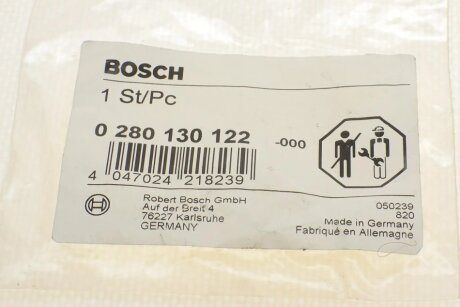 BOSCH
1 St/Pc
0 280 130 122 -000
4 047024 218239
Robert Bosch GmbH
Auf der Breit 4
76227 Karlsruhe
GERMANY
050239
820
Made in Germany
Fabriqué en Allemagne